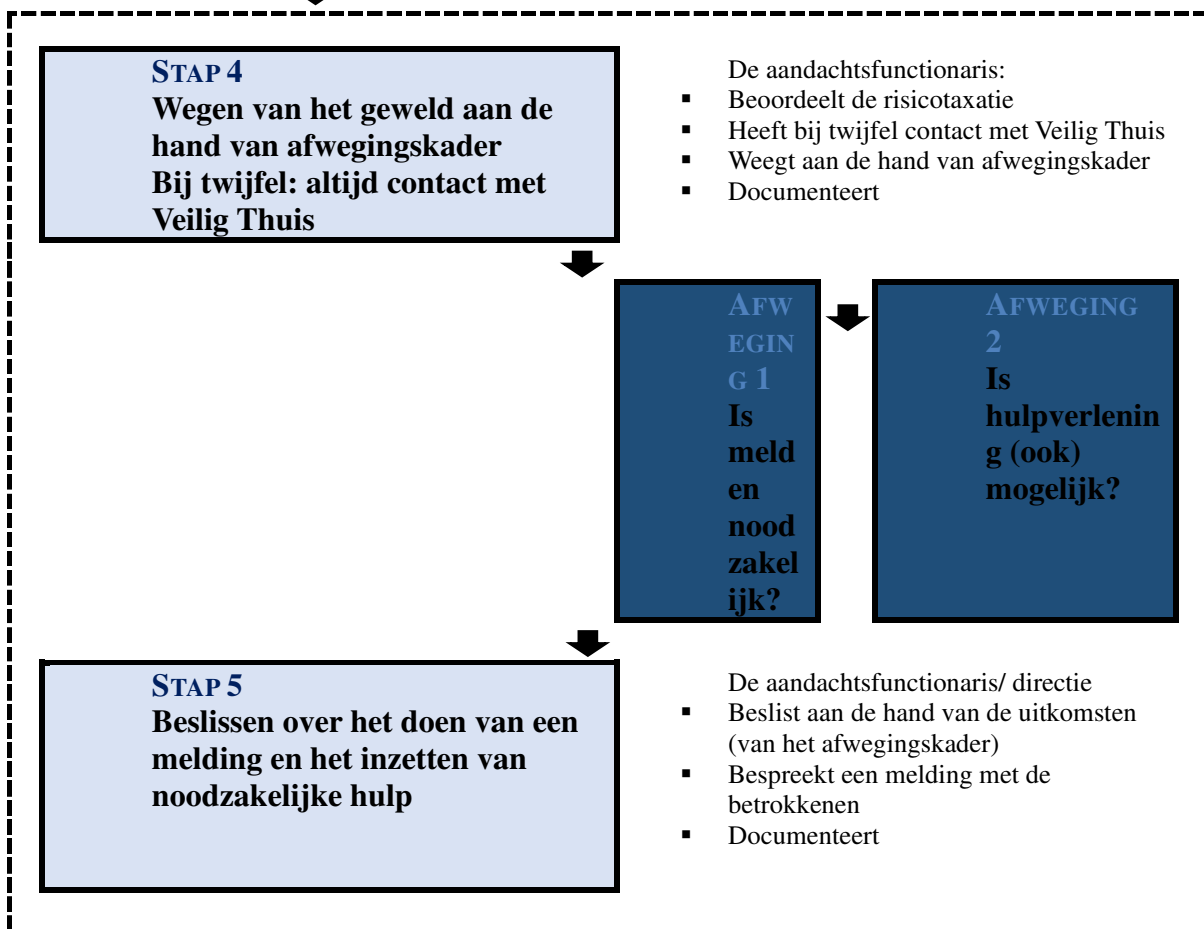 STAP 4
Wegen van het geweld aan de
hand van afwegingskader
Bij twijfel: altijd contact met
Veilig Thuis
De aandachtsfunctionaris:
▪ Beoordeelt de risicotaxatie
▪ Heeft bij twijfel contact met Veilig Thuis
▪ Weegt aan de hand van afwegingskader
▪ Documenteert
AFW
EGIN
G 1
Is
meld
en
nood
zakel
ijk?
AFWEGING
2
Is
hulpverlenin
g (ook)
mogelijk?
STAP 5
Beslissen over het doen van een
melding en het inzetten van
noodzakelijke hulp
De aandachtsfunctionaris/ directie
▪ Beslist aan de hand van de uitkomsten
(van het afwegingskader)
▪ Bespreekt een melding met de
betrokkenen
▪ Documenteert